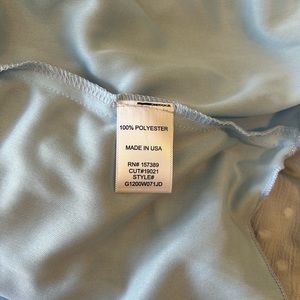 100% POLYESTER
MADE IN USA
RN# 157389
CUT#19021
STYLE#
G1200W071JD